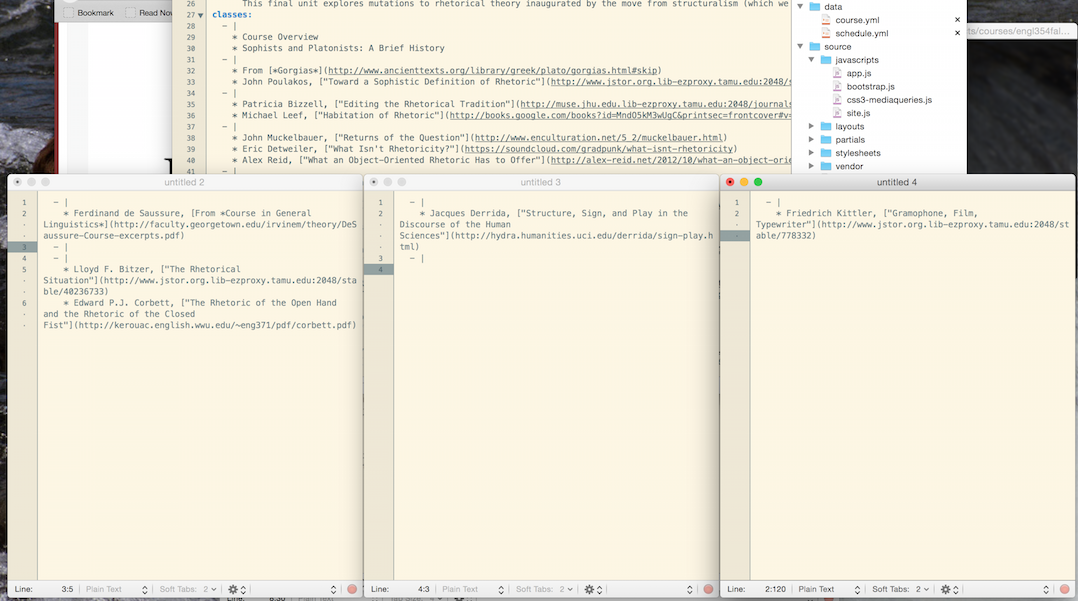 Bookmark
Read Now
26 This final unit explores mutations to rhetorical theory inaugurated by the move from structuralism (which we
27 classes:
28 - |
29 * Course Overview
30 * Sophists and Platonists: A Brief History
31 - |
32 * From [*Gorgias*](http://www.ancienttexts.org/library/greek/plato/gorgias.html#skip)
33 * John Poulakos, ["Toward a Sophistic Definition of Rhetoric"](http://www.jstor.org.lib-ezproxy.tamu.edu:2048/s
34 - |
35 * Patricia Bizzell, ["Editing the Rhetorical Tradition"](http://muse.jhu.edu.lib-ezproxy.tamu.edu:2048/journals
36 * Michael Leef, ["Habitation of Rhetoric"](http://books.google.com/books?id=MndO5kM3wUgC&printsec=frontcover#v=
37 - |
38 * John Muckelbauer, ["Returns of the Question"](http://www.enculturation.net/5_2/muckelbauer.html)
39 * Eric Detweiler, ["What Isn't Rhetoricity?"](https://soundcloud.com/gradpunk/what-isnt-rhetoricity)
40 * Alex Reid, ["What an Object-Oriented Rhetoric Has to Offer"](http://alex-reid.net/2012/10/what-an-object-orie
41 - |
data
course.yml
schedule.yml
source
javascripts
app.js
bootstrap.js
css3-mediaqueries.js
site.js
layouts
partials
stylesheets
vendor
ts/courses/engl354fal...
untitled 2
1 - |
2 * Ferdinand de Saussure, [From *Course in General
Linguistics*](http://faculty.georgetown.edu/irvinem/theory/DeS
aussure-Course-excerpts.pdf)
3 - |
4 - |
5 * Lloyd F. Bitzer, ["The Rhetorical
Situation"](http://www.jstor.org.lib-ezproxy.tamu.edu:2048/sta
ble/40236733)
6 * Edward P.J. Corbett, ["The Rhetoric of the Open Hand
and the Rhetoric of the Closed
Fist"](http://kerouac.english.wwu.edu/~eng371/pdf/corbett.pdf)
Line: 3:5 Plain Text Soft Tabs: 2
untitled 3
1 - |
2 * Jacques Derrida, ["Structure, Sign, and Play in the
Discourse of the Human
Sciences"](http://hydra.humanities.uci.edu/derrida/sign-play.h
tml)
3 - |
4
Line: 4:3 Plain Text Soft Tabs: 2
untitled 4
1 - |
2 * Friedrich Kittler, ["Gramophone, Film,
Typewriter"](http://www.jstor.org.lib-ezproxy.tamu.edu:2048/st
able/778332)
Line: 2:120 Plain Text Soft Tabs: 2